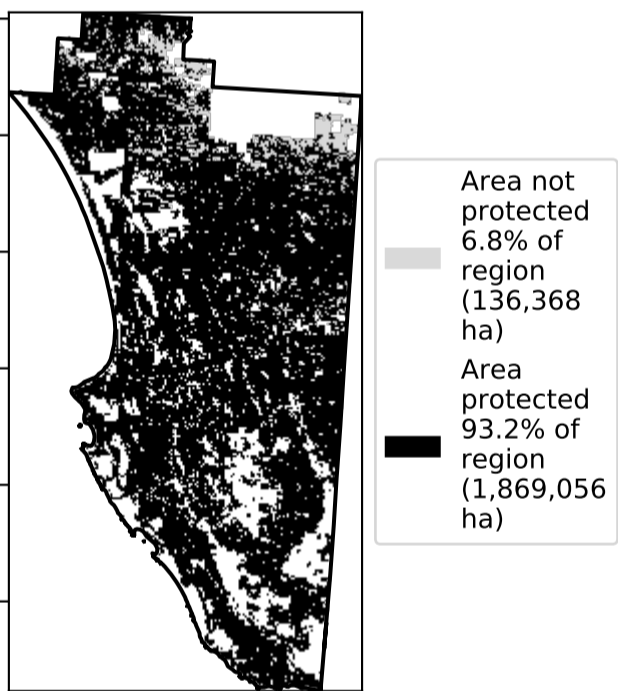 Area not
protected
6.8% of
region
(136,368
ha)
Area
protected
93.2% of
region
(1,869,056
ha)